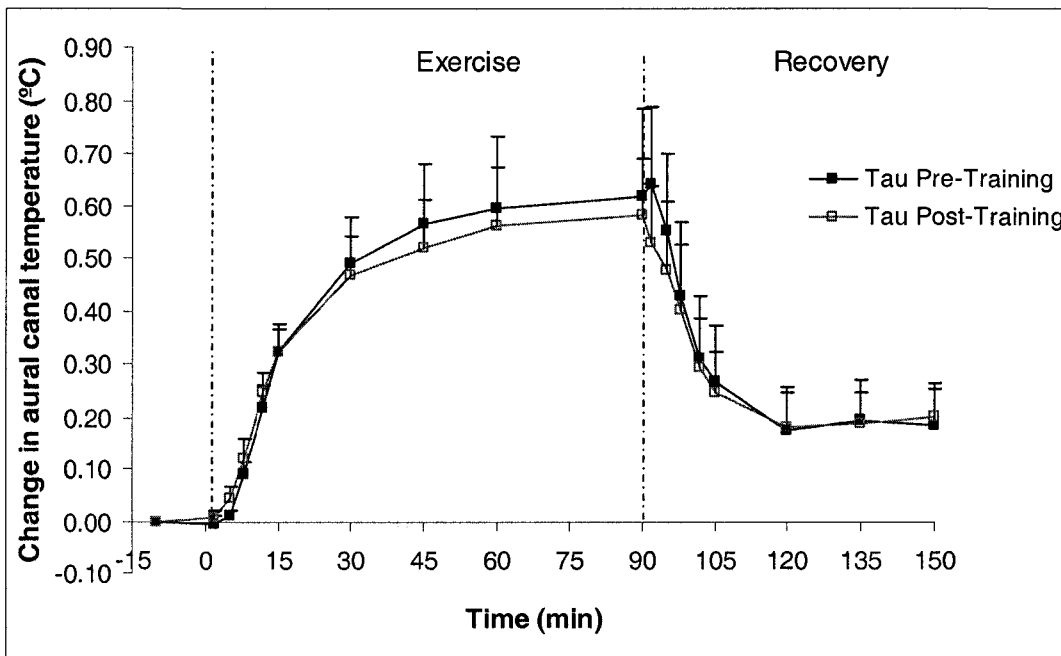 Change in aural canal temperature (ºC)
0.90
0.80
0.70
0.60
0.50
0.40
0.30
0.20
0.10
0.00
-0.10
Exercise
Recovery
Tau Pre-Training
Tau Post-Training
-15 0 15 30 45 60 75 90 105 120 135 150
Time (min)